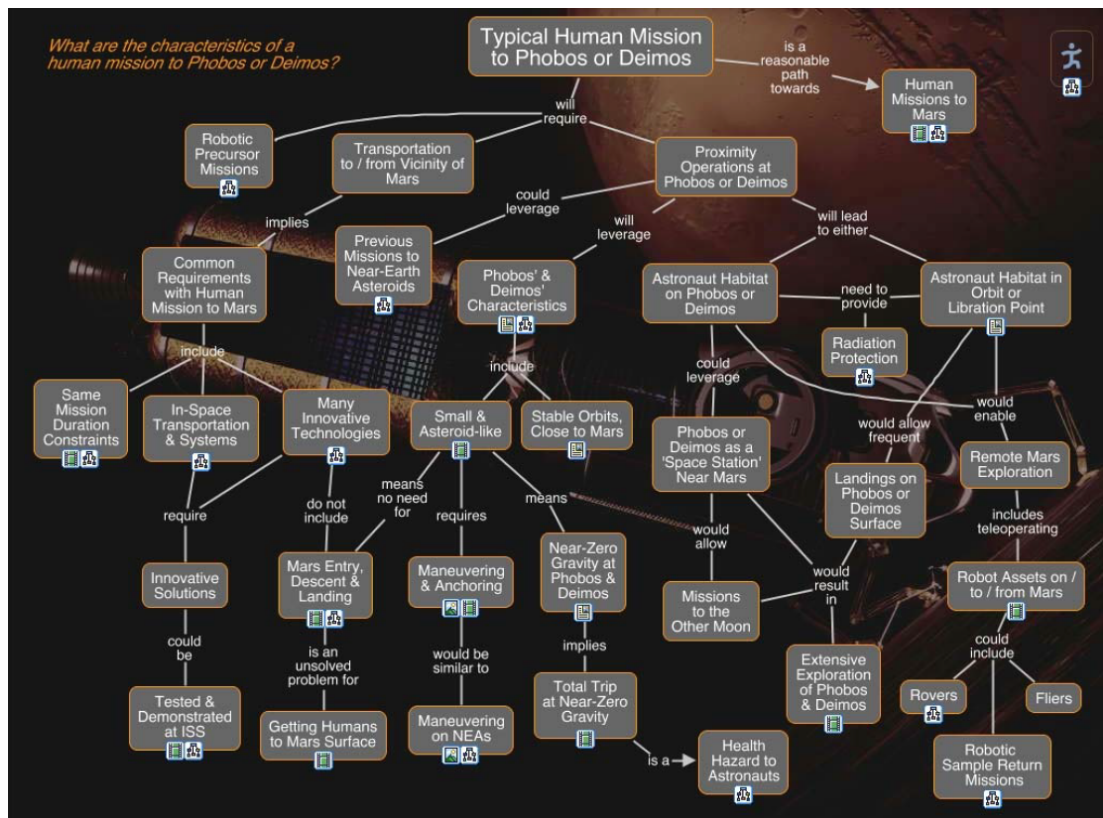 What are the characteristics of a
human mission to Phobos or Deimos?
Typical Human Mission
to Phobos or Deimos
is a
reasonable
path
towards
Human
Missions to
Mars
will
require
Robotic
Precursor
Missions
Transportation
to / from Vicinity of
Mars
Proximity
Operations at
Phobos or Deimos
implies
could
leverage
will
leverage
will lead
to either
Common
Requirements
with Human
Mission to Mars
Previous
Missions to
Near-Earth
Asteroids
Phobos' &
Deimos'
Characteristics
Astronaut Habitat
on Phobos or
Deimos
need to
provide
Astronaut Habitat in
Orbit or
Libration Point
Radiation
Protection
include
include
could
leverage
would allow
frequent
would
enable
Same
Mission
Duration
Constraints
In-Space
Transportation
& Systems
Many
Innovative
Technologies
Small &
Asteroid-like
Stable Orbits,
Close to Mars
Phobos or
Deimos as a
'Space Station'
Near Mars
Landings on
Phobos or
Deimos
Surface
Remote Mars
Exploration
require
do not
include
means
no need
for
requires
means
would
allow
would
result
in
includes
teleoperating
Innovative
Solutions
Mars Entry,
Descent &
Landing
Maneuvering
& Anchoring
Near-Zero
Gravity at
Phobos &
Deimos
Missions
to the
Other Moon
Robot Assets on /
to / from Mars
could
be
is an
unsolved
problem for
would be
similar to
implies
could
include
Tested &
Demonstrated
at ISS
Getting Humans
to Mars Surface
Maneuvering
on NEAs
Total Trip
at Near-Zero
Gravity
is a
Health
Hazard to
Astronauts
Extensive
Exploration
of Phobos
& Deimos
Rovers
Fliers
Robotic
Sample Return
Missions